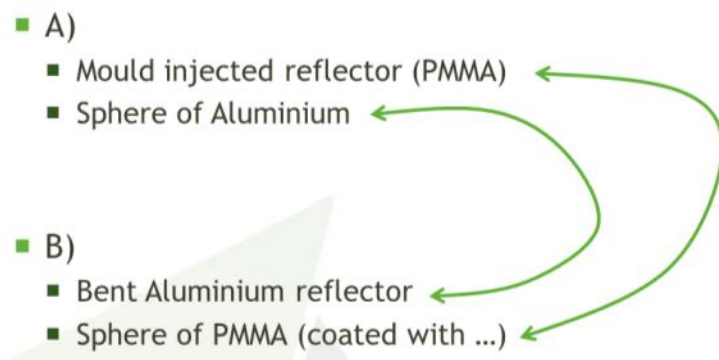 A)
Mould injected reflector (PMMA)
Sphere of Aluminium
B)
Bent Aluminium reflector
Sphere of PMMA (coated with …)